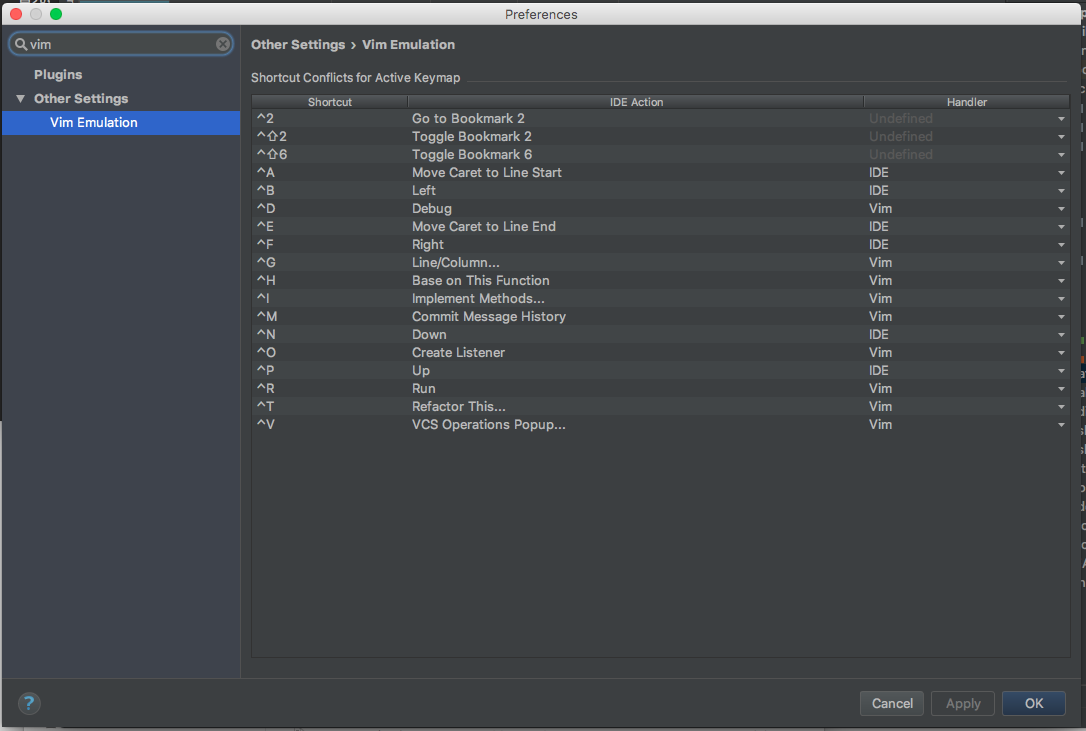 Preferences
vim
Plugins
Other Settings
Vim Emulation
Other Settings › Vim Emulation
Shortcut Conflicts for Active Keymap
Shortcut IDE Action Handler
^2 Go to Bookmark 2 Undefined
^⇧2 Toggle Bookmark 2 Undefined
^⇧6 Toggle Bookmark 6 Undefined
^A Move Caret to Line Start IDE
^B Left IDE
^D Debug Vim
^E Move Caret to Line End IDE
^F Right IDE
^G Line/Column... Vim
^H Base on This Function Vim
^I Implement Methods... Vim
^M Commit Message History Vim
^N Down IDE
^O Create Listener Vim
^P Up IDE
^R Run Vim
^T Refactor This... Vim
^V VCS Operations Popup... Vim
? Cancel Apply OK